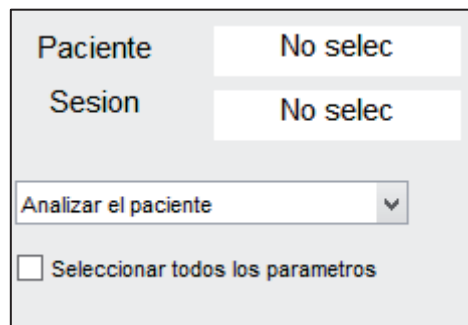 Paciente No selec
Sesion No selec
Analizar el paciente
Seleccionar todos los parametros